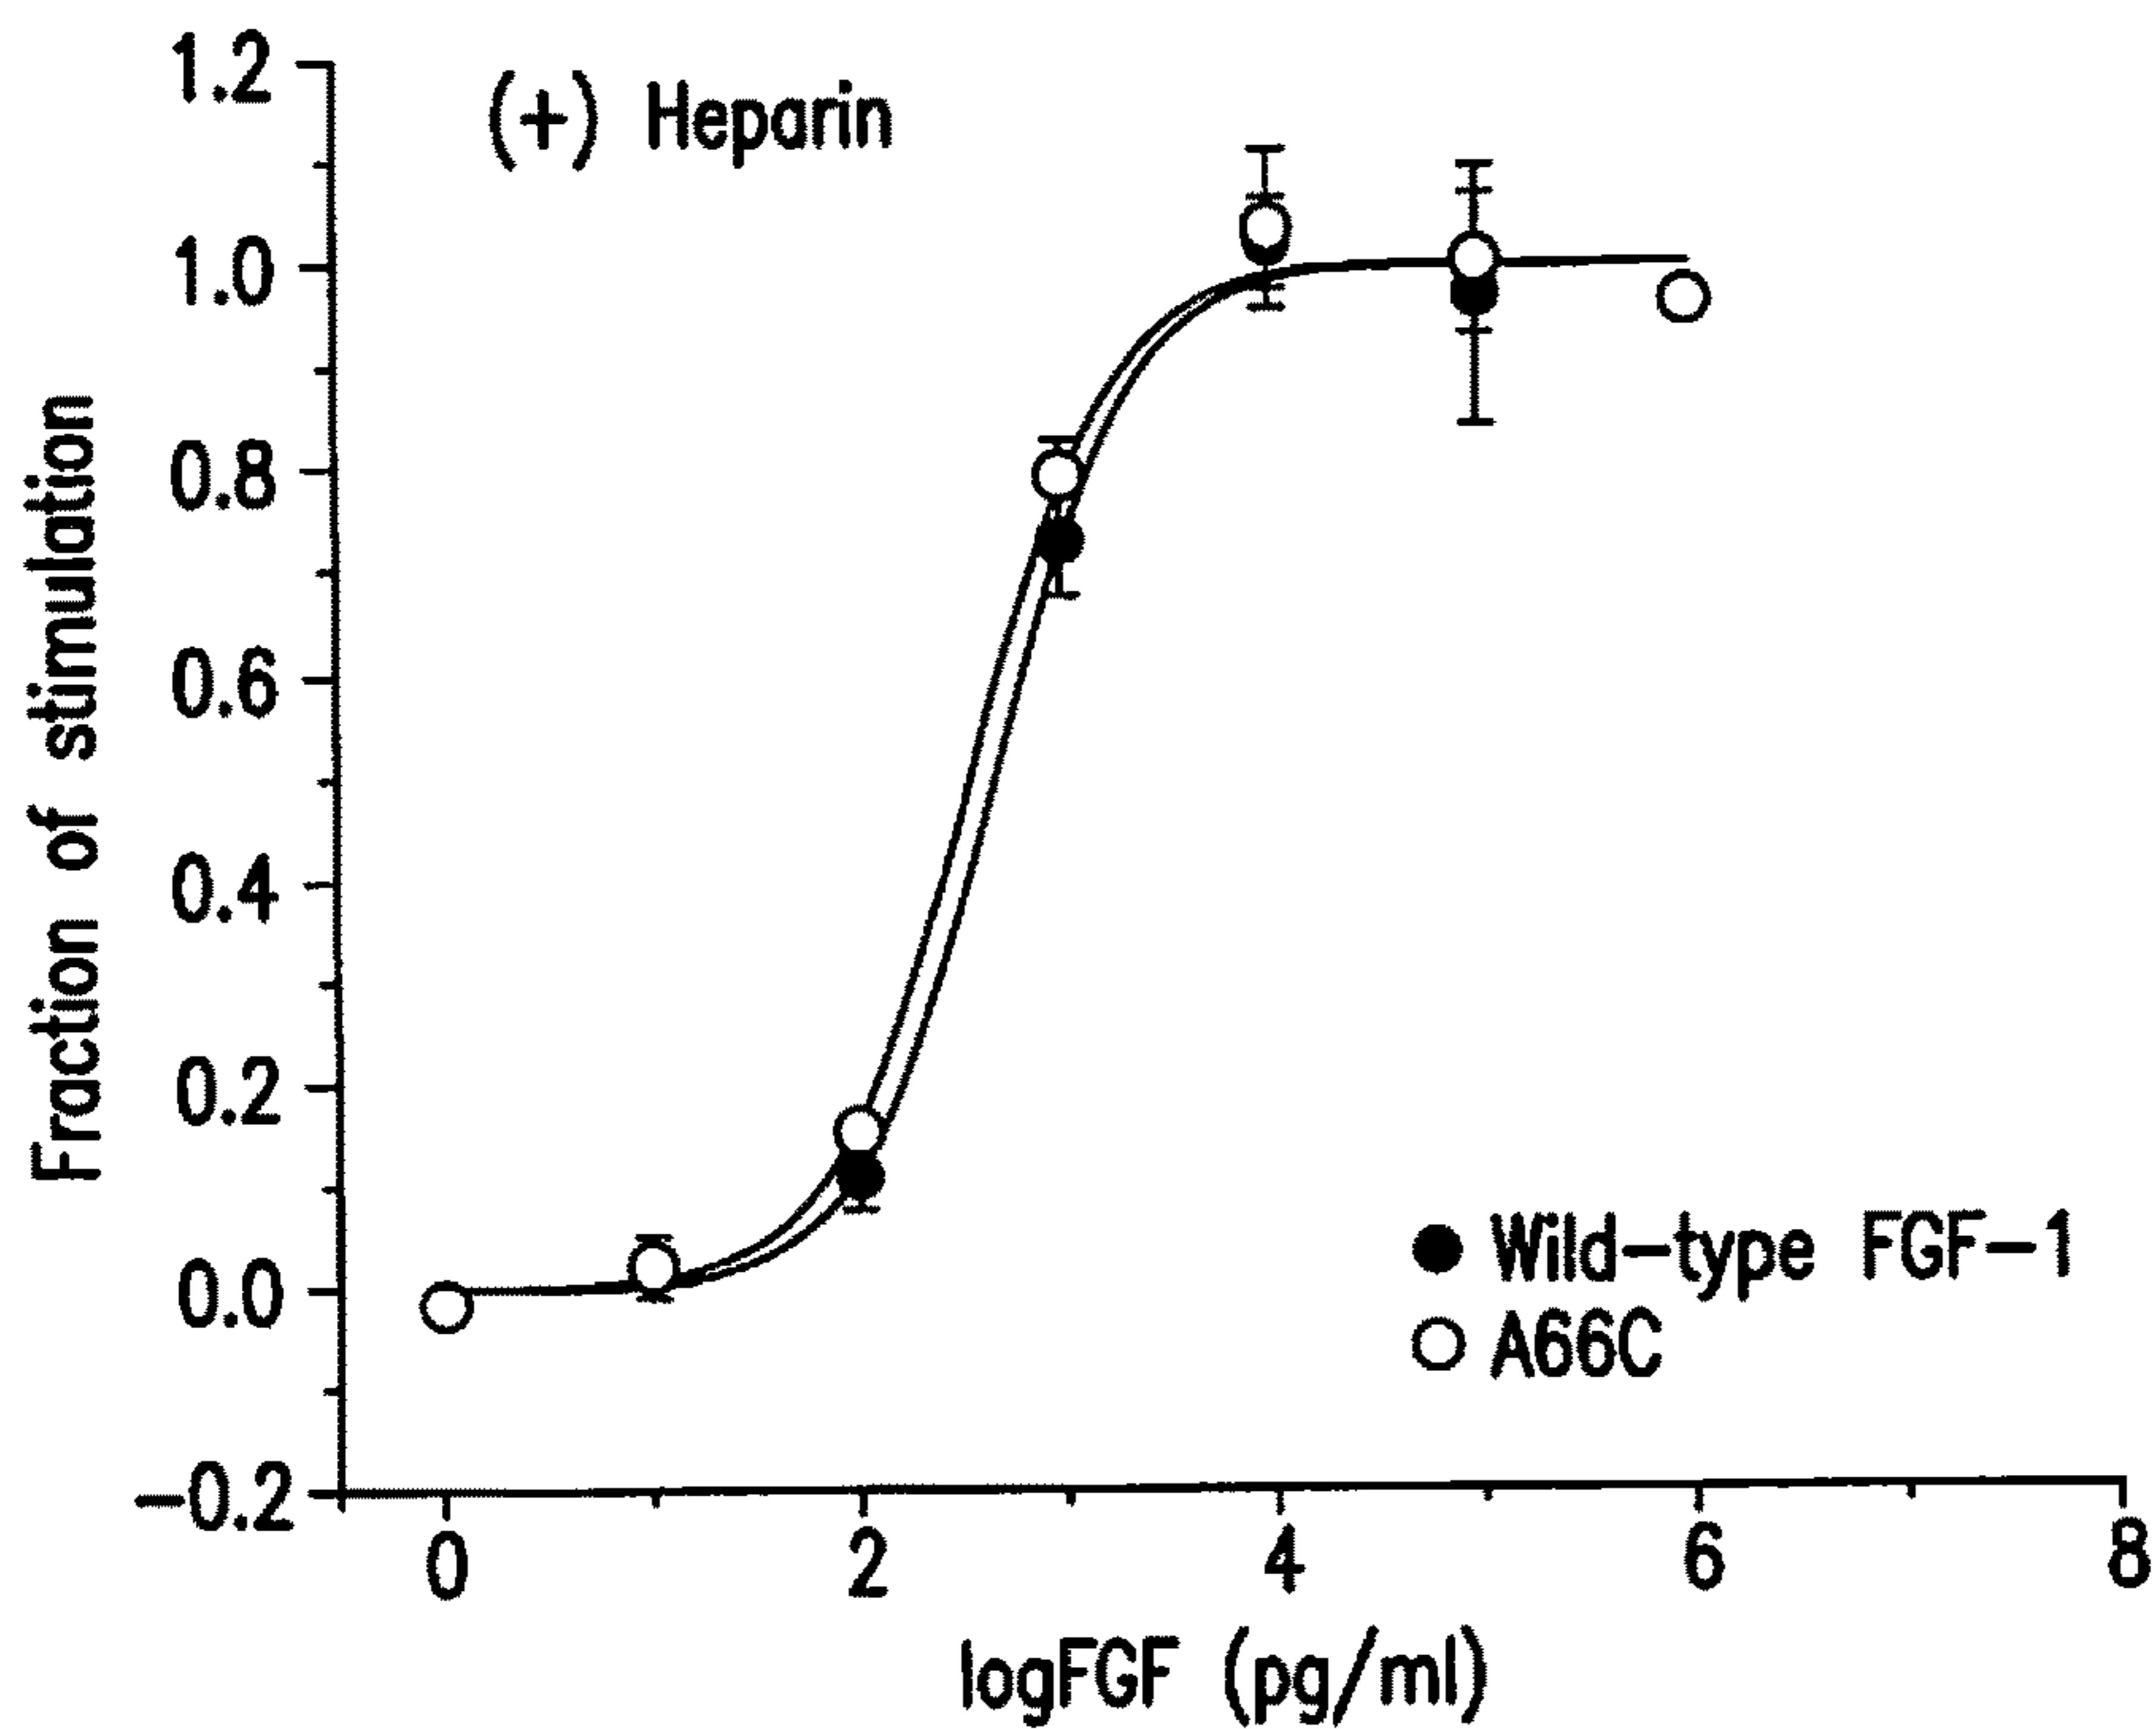 (+) Heparin
1.2
1.0
0.8
0.6
0.4
0.2
0.0
-0.2
Fraction of stimulation
Wild-type FGF-1
A66C
0 2 4 6 8
logFGF (pg/ml)